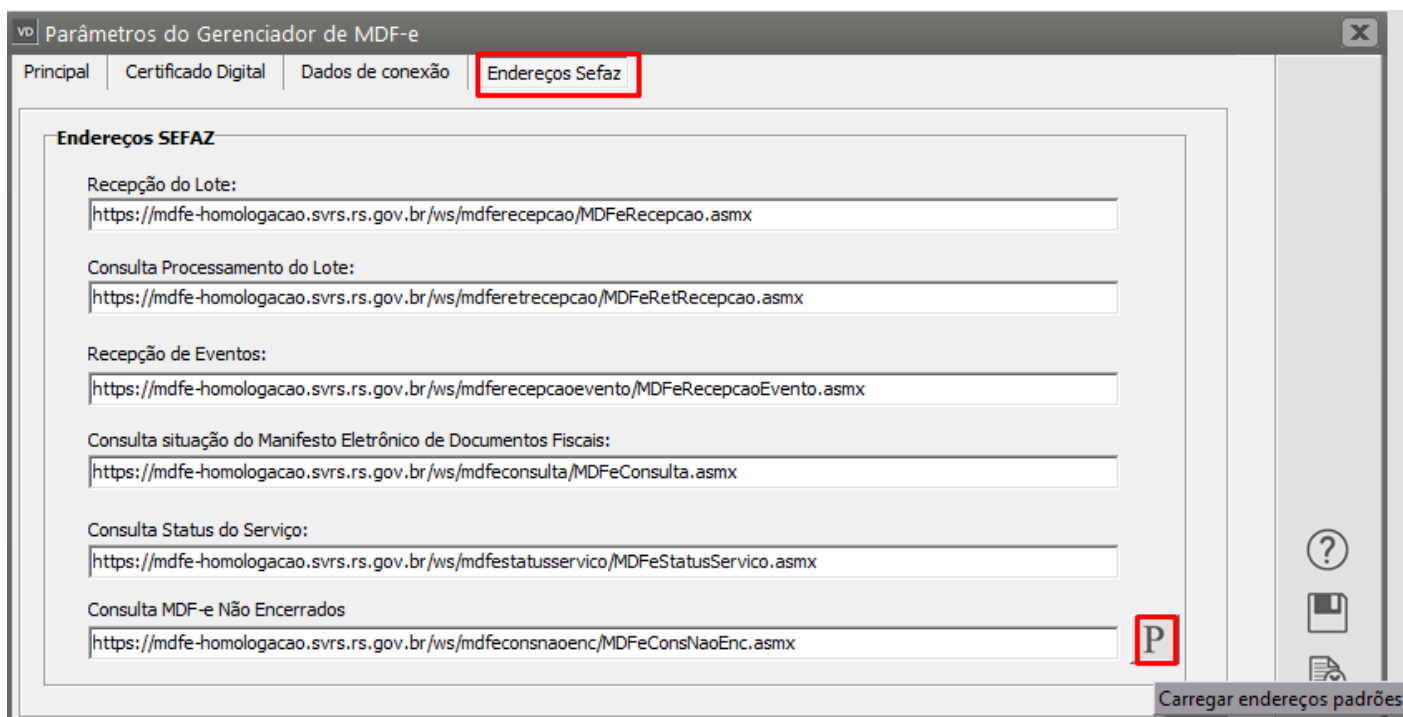 VD Parâmetros do Gerenciador de MDF-e X
Principal Certificado Digital Dados de conexão Endereços Sefaz
Endereços SEFAZ
Recepção do Lote:
https://mdfe-homologacao.svrs.rs.gov.br/ws/mdferecepcao/MDFeRecepcao.asmx
Consulta Processamento do Lote:
https://mdfe-homologacao.svrs.rs.gov.br/ws/mdferetrecepcao/MDFeRetRecepcao.asmx
Recepção de Eventos:
https://mdfe-homologacao.svrs.rs.gov.br/ws/mdferecepcaoevento/MDFeRecepcaoEvento.asmx
Consulta situação do Manifesto Eletrônico de Documentos Fiscais:
https://mdfe-homologacao.svrs.rs.gov.br/ws/mdfeconsulta/MDFeConsulta.asmx
Consulta Status do Serviço:
https://mdfe-homologacao.svrs.rs.gov.br/ws/mdfestatusservico/MDFeStatusServico.asmx
?
Consulta MDF-e Não Encerrados
https://mdfe-homologacao.svrs.rs.gov.br/ws/mdfeconsnaoenc/MDFeConsNaoEnc.asmx
P
Carregar endereços padrões